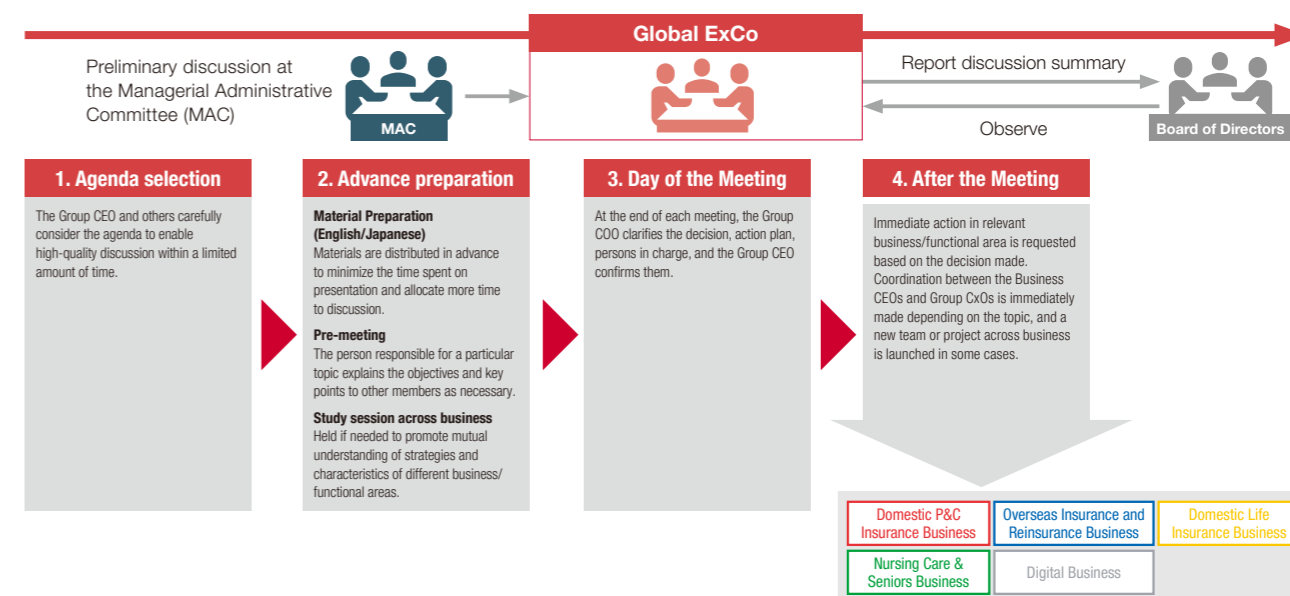 Global ExCo
Preliminary discussion at
the Managerial Administrative
Committee (MAC)
MAC
Report discussion summary
Observe
Board of Directors
1. Agenda selection
The Group CEO and others carefully
consider the agenda to enable
high-quality discussion within a limited
amount of time.
2. Advance preparation
Material Preparation
(English/Japanese)
Materials are distributed in advance
to minimize the time spent on
presentation and allocate more time
to discussion.
Pre-meeting
The person responsible for a particular
topic explains the objectives and key
points to other members as necessary.
Study session across business
Held if needed to promote mutual
understanding of strategies and
characteristics of different business/
functional areas.
3. Day of the Meeting
At the end of each meeting, the Group
COO clarifies the decision, action plan,
persons in charge, and the Group CEO
confirms them.
4. After the Meeting
Immediate action in relevant
business/functional area is requested
based on the decision made.
Coordination between the Business
CEOs and Group CxOs is immediately
made depending on the topic, and a
new team or project across business
is launched in some cases.
Domestic P&C
Insurance Business
Overseas Insurance and
Reinsurance Business
Domestic Life
Insurance Business
Nursing Care &
Seniors Business
Digital Business